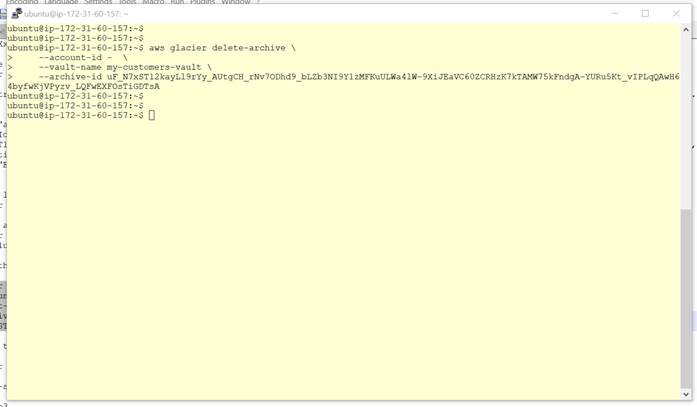 Encoding Language Settings Tools Macro Run Plugins Window ?
ubuntu@ip-172-31-60-157: ~
ubuntu@ip-172-31-60-157:~$
ubuntu@ip-172-31-60-157:~$
ubuntu@ip-172-31-60-157:~$ aws glacier delete-archive \
> --account-id - \
> --vault-name my-customers-vault \
> --archive-id uF_N7xST12kayLl9rYy_AUtgCH_rNv7ODhd9_bLZb3NI9Y1zMFKuULWa4lW-9XiJEaVC60ZCRHzK7kTAMW75kFndgA-YURu5Kt_vIPLqQAwH6
4byfwKjVPyzv_LQFwEXFOsTiGDTsA
ubuntu@ip-172-31-60-157:~$
ubuntu@ip-172-31-60-157:~$
ubuntu@ip-172-31-60-157:~$